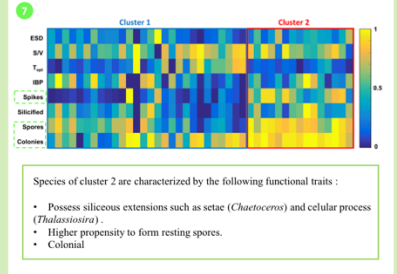 7
Cluster 1
Cluster 2
ESD
S/V
Topt
IBP
Spikes
Silicified
Spores
Colonies
1
0.5
0
Species of cluster 2 are characterized by the following functional traits :
• Possess siliceous extensions such as setae (Chaetoceros) and celular process
(Thalassiosira) .
• Higher propensity to form resting spores.
• Colonial